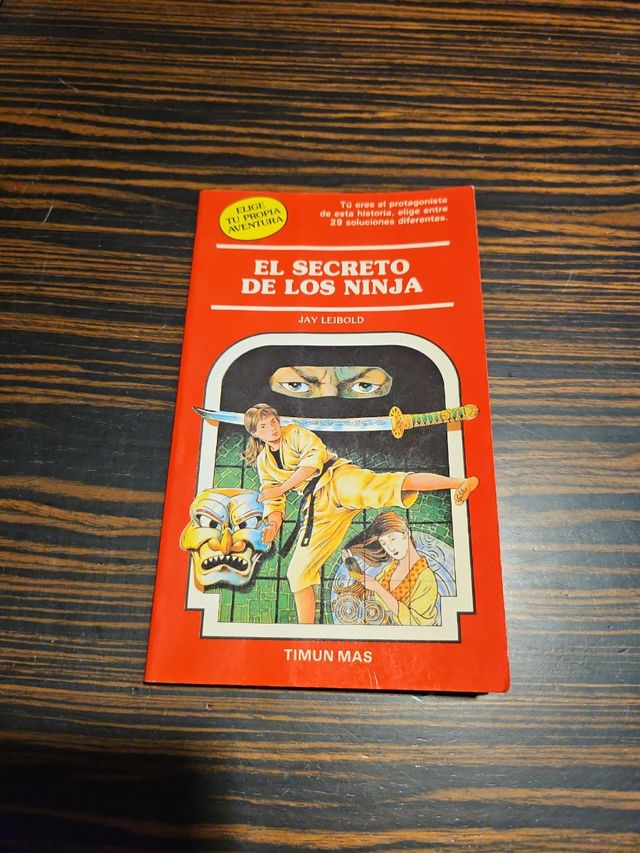 ELIGE
TU PROPIA
AVENTURA
Tú eres el protagonista
de esta historia, elige entre
29 soluciones diferentes.
EL SECRETO
DE LOS NINJA
JAY LEIBOLD
TIMUN MAS